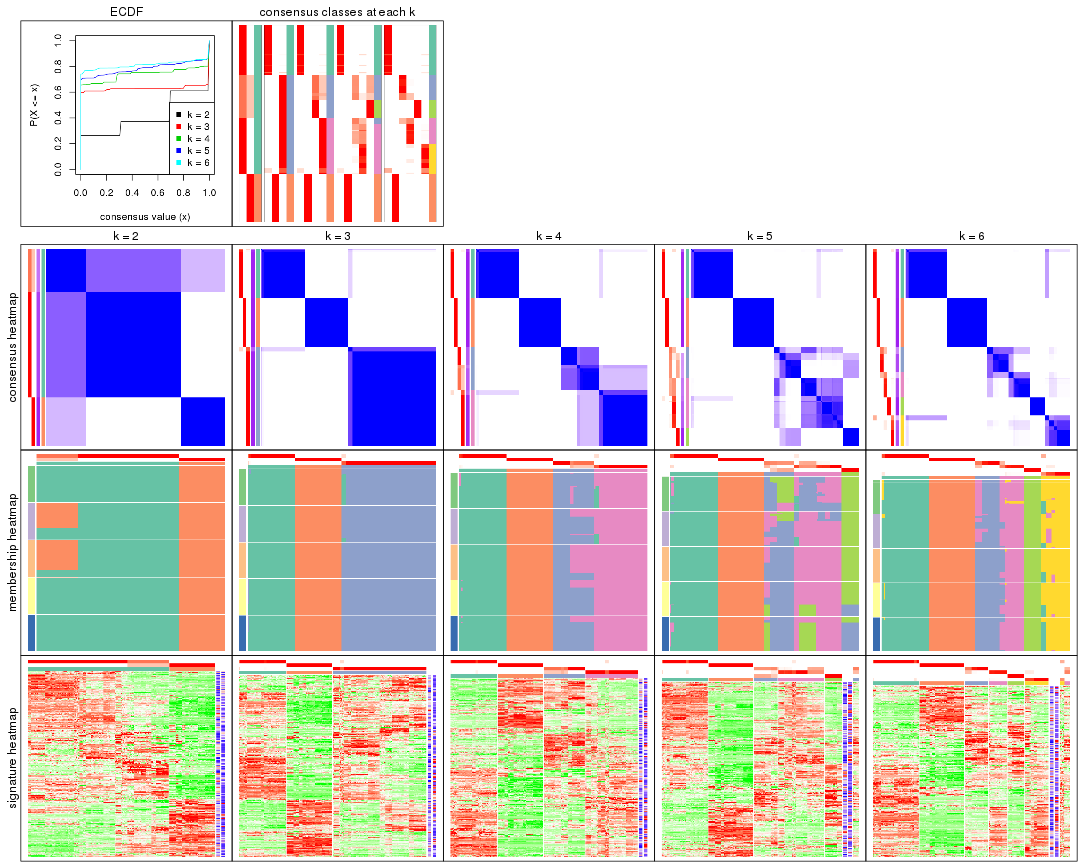 ECDF
consensus classes at each k
P(X <= x)
0.0 0.2 0.4 0.6 0.8 1.0
k = 2
k = 3
k = 4
k = 5
k = 6
0.0 0.2 0.4 0.6 0.8 1.0
consensus value (x)
k = 2
k = 3
k = 4
k = 5
k = 6
consensus heatmap
membership heatmap
signature heatmap